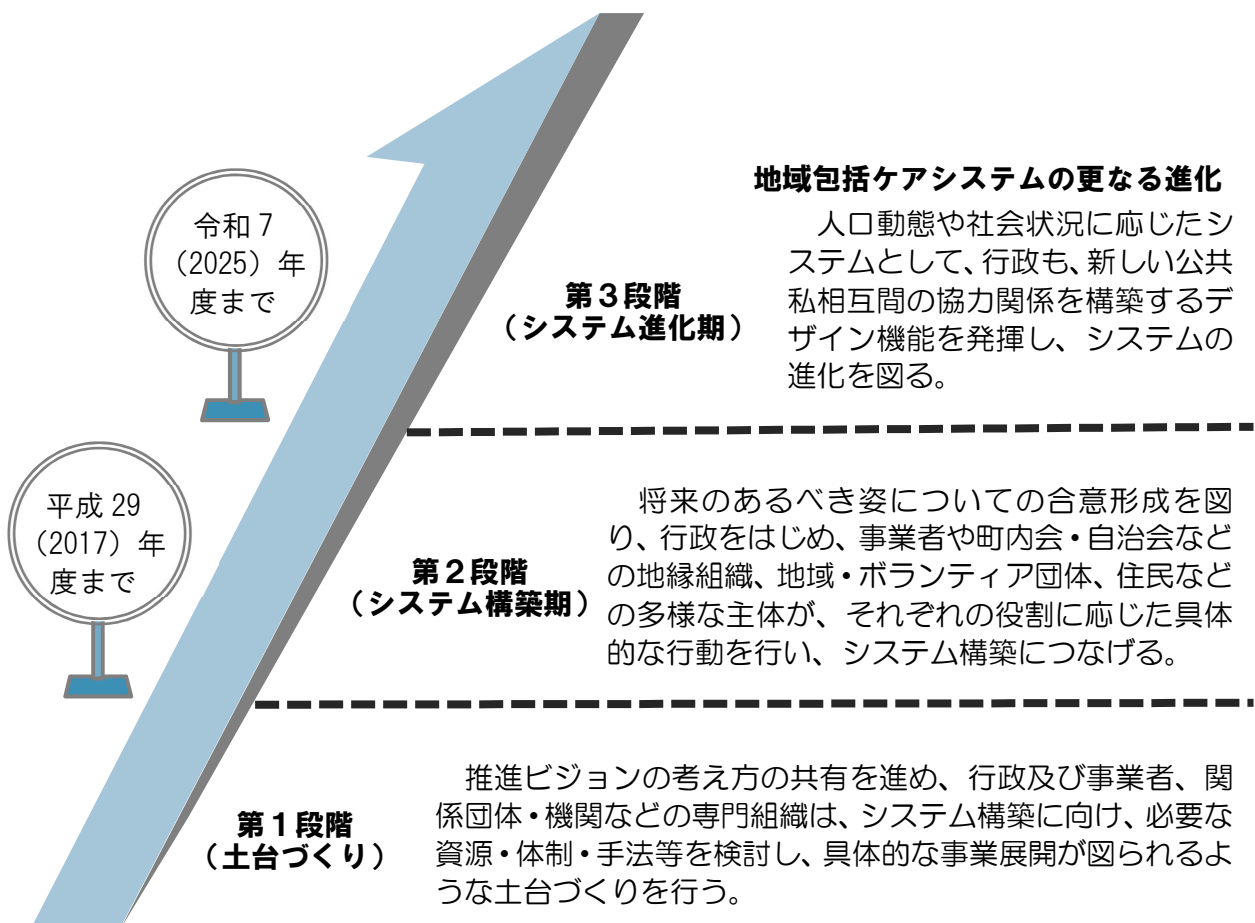 地域包括ケアシステムの更なる進化
令和7
（2025）年
度まで
第３段階
（システム進化期）
　人口動態や社会状況に応じたシ
ステムとして、行政も、新しい公共
私相互間の協力関係を構築するデ
ザイン機能を発揮し、システムの
進化を図る。
平成29
（2017）年
度まで
第２段階
（システム構築期）
　将来のあるべき姿についての合意形成を図
り、行政をはじめ、事業者や町内会・自治会など
の地縁組織、地域・ボランティア団体、住民など
の多様な主体が、それぞれの役割に応じた具体
的な行動を行い、システム構築につなげる。
第１段階
（土台づくり）
　推進ビジョンの考え方の共有を進め、行政及び事業者、関
係団体・機関などの専門組織は、システム構築に向け、必要な
資源・体制・手法等を検討し、具体的な事業展開が図られるよ
うな土台づくりを行う。